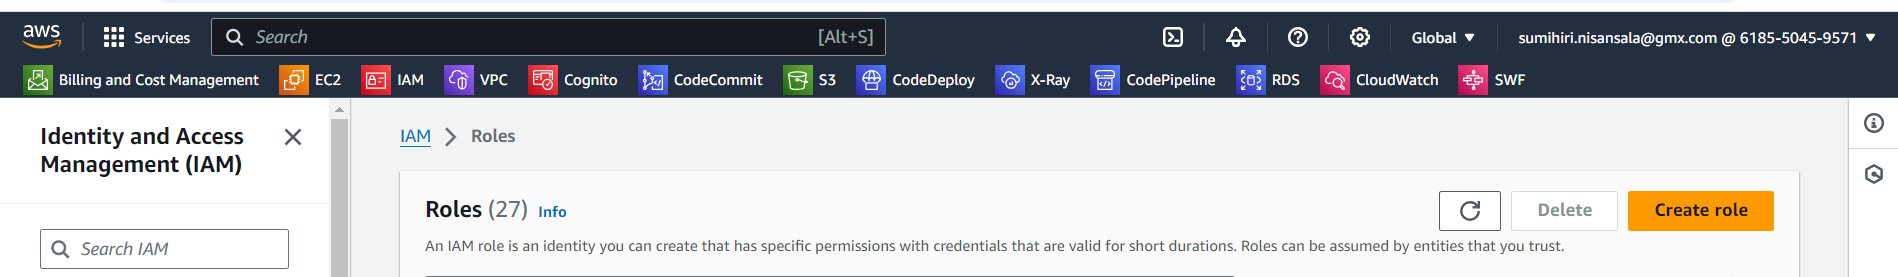 aws Services Search [Alt+S] Global sumihiri.nisansala@gmx.com @ 6185-5045-9571
Billing and Cost Management EC2 IAM VPC Cognito CodeCommit S3 CodeDeploy X-Ray CodePipeline RDS CloudWatch SWF
Identity and Access
Management (IAM)
Search IAM
IAM > Roles
Roles (27) Info
Delete
Create role
An IAM role is an identity you can create that has specific permissions with credentials that are valid for short durations. Roles can be assumed by entities that you trust.